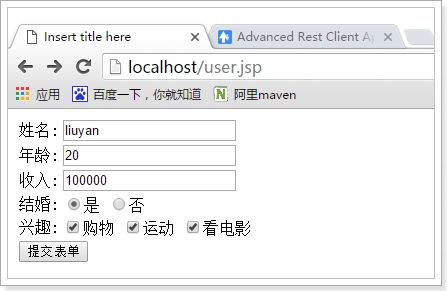 Insert title here
Advanced Rest Client Ap
localhost/user.jsp
应用 百度一下，你就知道 阿里maven
姓名：liuyan
年龄：20
收入：100000
结婚：是 否
兴趣：购物 运动 看电影
提交表单